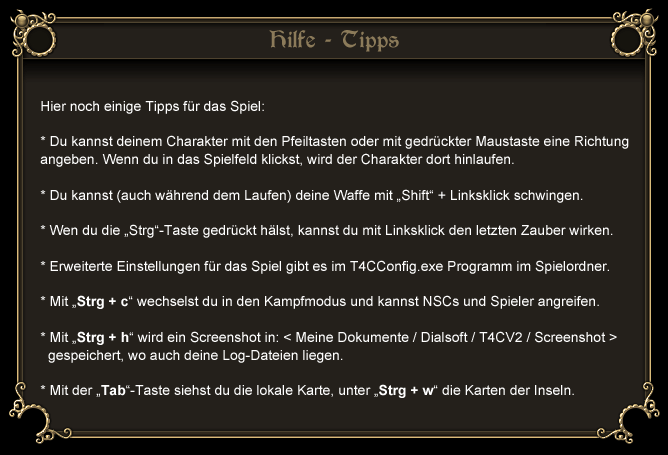 Hilfe - Tipps
Hier noch einige Tipps für das Spiel:
* Du kannst deinem Charakter mit den Pfeiltasten oder mit gedrückter Maustaste eine Richtung
angeben. Wenn du in das Spielfeld klickst, wird der Charakter dort hinlaufen.
* Du kannst (auch während dem Laufen) deine Waffe mit „Shift“ + Linksklick schwingen.
* Wen du die „Strg“-Taste gedrückt hälst, kannst du mit Linksklick den letzten Zauber wirken.
* Erweiterte Einstellungen für das Spiel gibt es im T4CConfig.exe Programm im Spielordner.
* Mit „Strg + c“ wechselst du in den Kampfmodus und kannst NSCs und Spieler angreifen.
* Mit „Strg + h“ wird ein Screenshot in: < Meine Dokumente / Dialsoft / T4CV2 / Screenshot >
gespeichert, wo auch deine Log-Dateien liegen.
* Mit der „Tab“-Taste siehst du die lokale Karte, unter „Strg + w“ die Karten der Inseln.